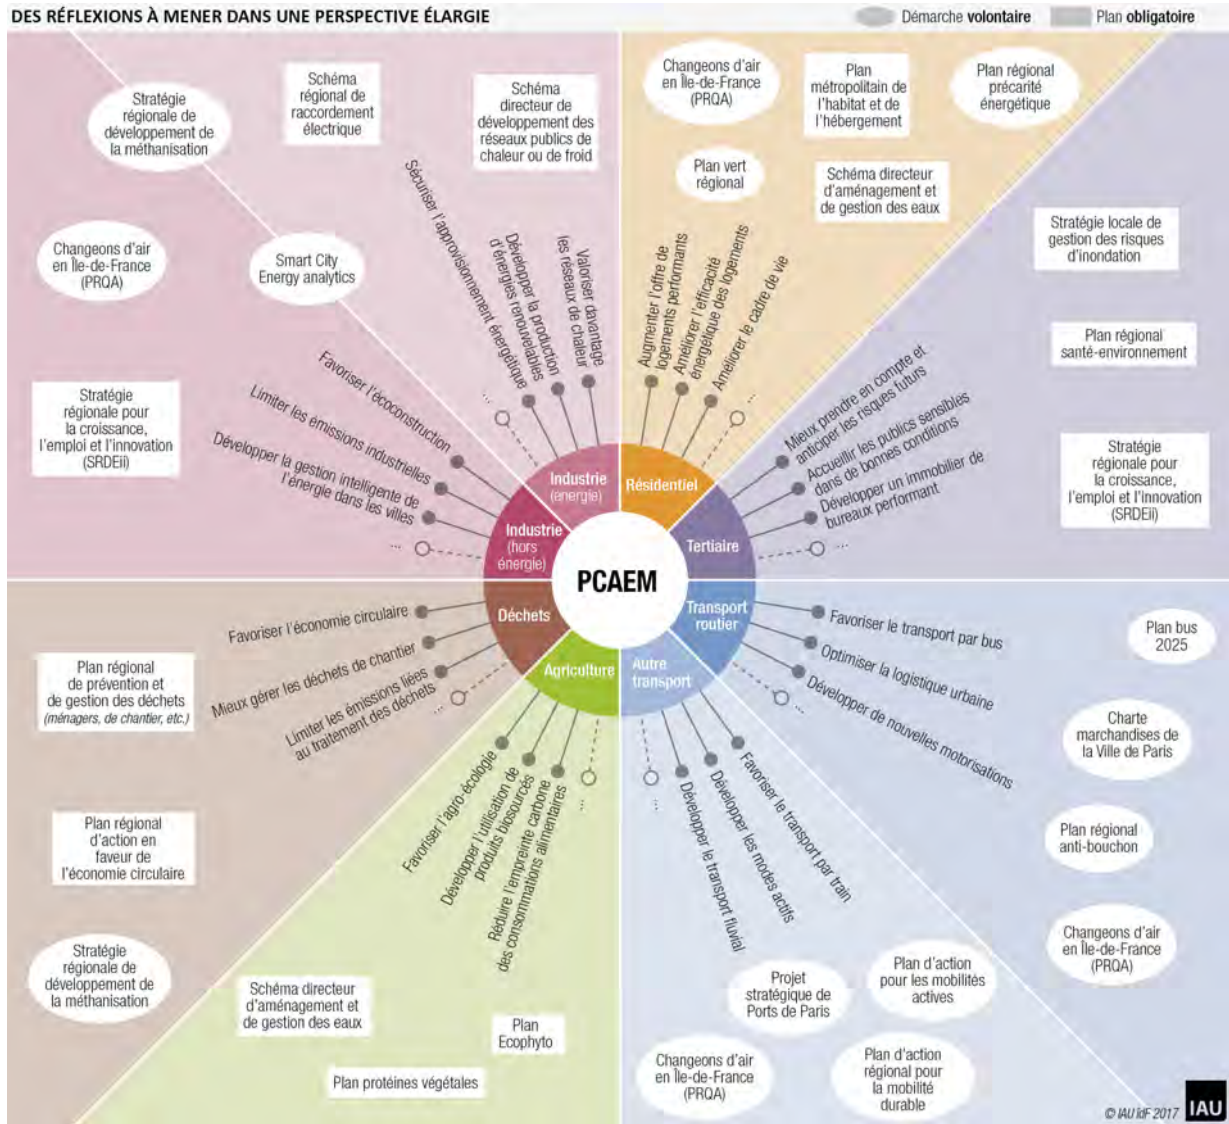 DES RÉFLEXIONS À MENER DANS UNE PERSPECTIVE ÉLARGIE
Démarche volontaire
Plan obligatoire
Stratégie
régionale de
développement de
la méthanisation
Schéma
régional de
raccordement
électrique
Schéma
directeur de
développement des
réseaux publics de
chaleur ou de froid
Changeons d'air
en Île-de-France
(PRQA)
Smart City
Energy analytics
Stratégie
régionale pour
la croissance,
l'emploi et l'innovation
(SRDEii)
Sécuriser l'approvisionnement énergétique
Développer la production
d'énergies renouvelables
Valoriser davantage
les réseaux de chaleur
...
Favoriser l'écoconstruction
Limiter les émissions industrielles
Développer la gestion intelligente de
l'énergie dans les villes
...
Changeons d'air
en Île-de-France
(PRQA)
Plan
métropolitain de
l'habitat et de
l'hébergement
Plan régional
précarité
énergétique
Plan vert
régional
Schéma directeur
d'aménagement et
de gestion des eaux
Augmenter l'offre de
logements performants
Améliorer l'efficacité
énergétique des logements
Améliorer le cadre de vie
...
Stratégie locale de
gestion des risques
d'inondation
Plan régional
santé-environnement
Stratégie
régionale pour
la croissance,
l'emploi et l'innovation
(SRDEii)
Mieux prendre en compte et
anticiper les risques futurs
Accueillir les publics sensibles
dans de bonnes conditions
Développer un immobilier de
bureaux performant
...
Industrie
(énergie)
Résidentiel
Industrie
(hors
énergie)
Tertiaire
PCAEM
Déchets
Transport
routier
Agriculture
Autre
transport
Favoriser l'économie circulaire
Mieux gérer les déchets de chantier
Limiter les émissions liées
au traitement des déchets
...
Plan régional
de prévention et
de gestion des déchets
(ménagers, de chantier, etc.)
Plan régional
d'action en
faveur de
l'économie circulaire
Stratégie
régionale de
développement de
la méthanisation
Favoriser l'agro-écologie
Développer l'utilisation de
produits biosourcés
Réduire l'empreinte carbone
des consommations alimentaires
...
Schéma directeur
d'aménagement et
de gestion des eaux
Plan
Ecophyto
Plan protéines végétales
...
Développer le transport fluvial
Développer les modes actifs
Favoriser le transport par train
Projet
stratégique de
Ports de Paris
Plan d'action
pour les mobilités
actives
Changeons d'air
en Île-de-France
(PRQA)
Plan d'action
régional pour
la mobilité
durable
Favoriser le transport par bus
Optimiser la logistique urbaine
Développer de nouvelles motorisations
...
Plan bus
2025
Charte
marchandises de
la Ville de Paris
Plan régional
anti-bouchon
Changeons d'air
en Île-de-France
(PRQA)
© IAU îdF 2017
IAU